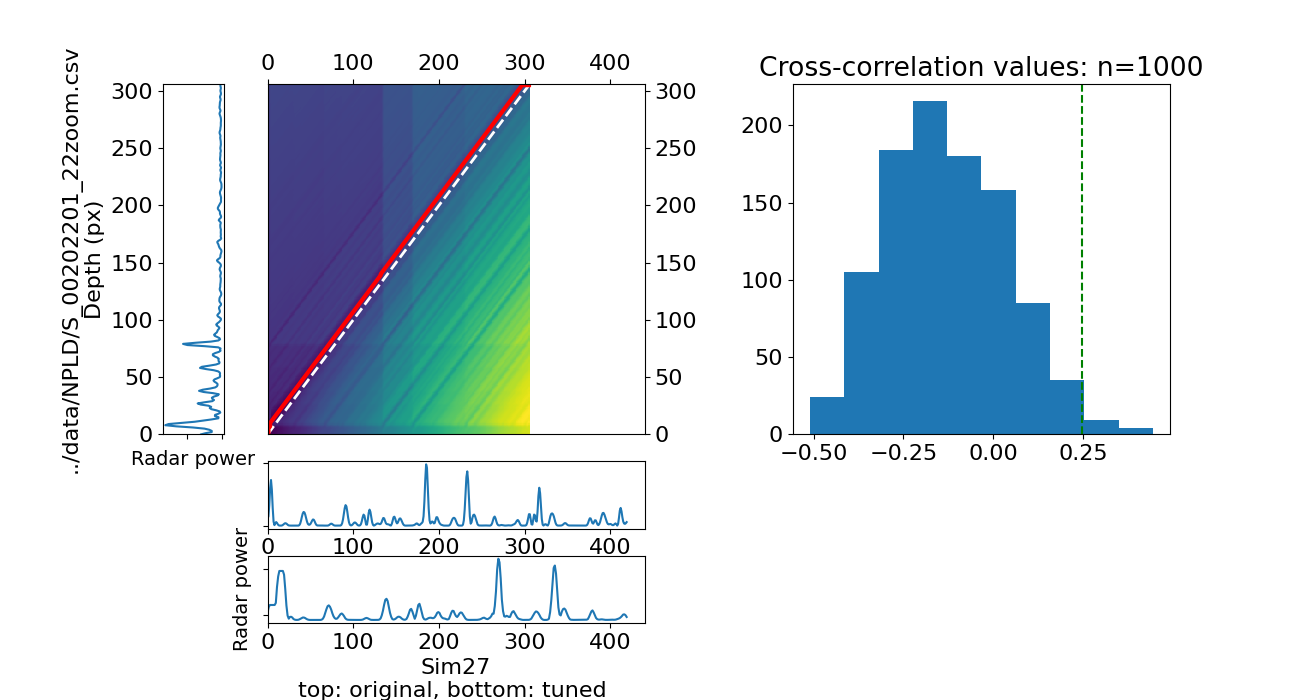 Cross-correlation values: n=1000
0 100 200 300 400
../data/NPLD/S_00202201_22zoom.csv
Depth (px)
300
250
200
150
100
50
0
300
250
200
150
100
50
0
200
150
100
50
0
−0.50 −0.25 0.00 0.25
Radar power
0 100 200 300 400
Radar power
0 100 200 300 400
Sim27
top: original, bottom: tuned